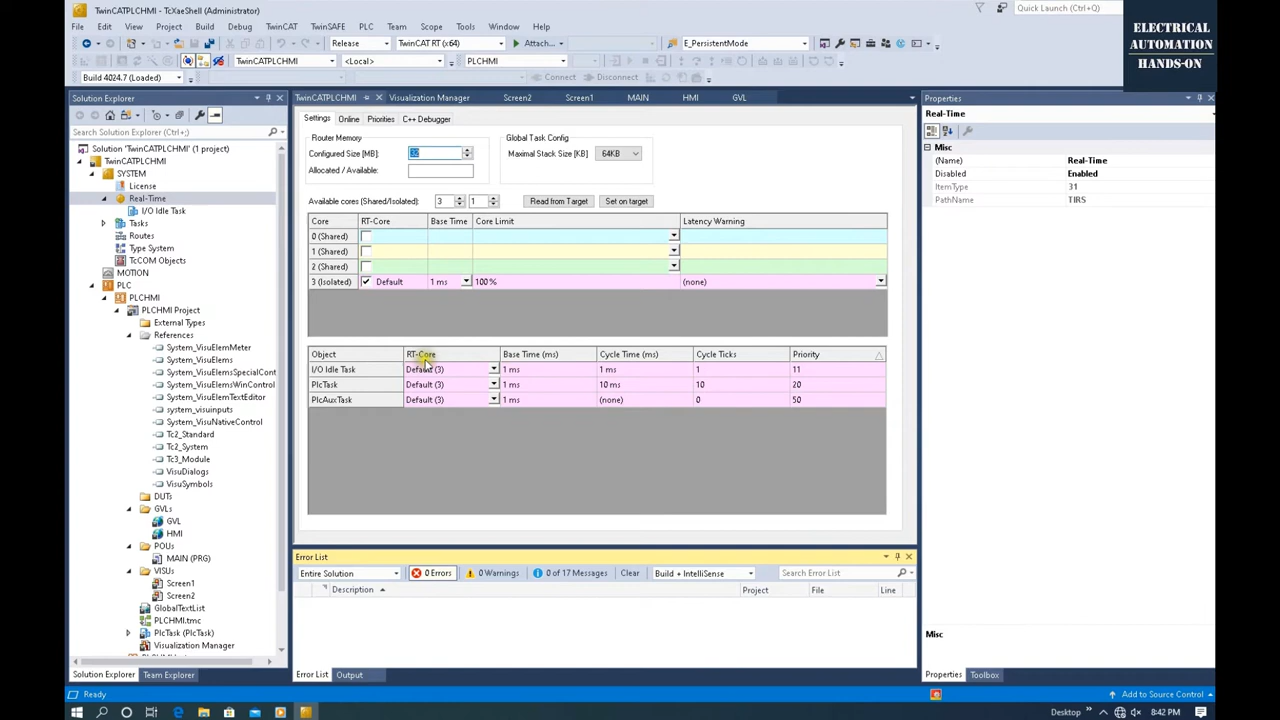 TwinCATPLCHMI - TcXaeShell (Administrator)
Quick Launch (Ctrl+;)
ELECTRICAL
AUTOMATION
HANDS-ON
File Edit View Project Build Debug TwinCAT TwinSAFE PLC Team Scope Tools Window Help
Release TwinCAT RT (x64) Attach... E_PersistentMode
TwinCATPLCHMI <Local> PLCHMI
Build 4024.7 (Loaded) Connect Disconnect
Solution Explorer
Search Solution Explorer (Ctrl+;)
Solution 'TwinCATPLCHMI' (1 project)
TwinCATPLCHMI
SYSTEM
License
Real-Time
I/O Idle Task
Tasks
Routes
Type System
TcCOM Objects
MOTION
PLC
PLCHMI
PLCHMI Project
External Types
References
System_VisuElemMeter
System_VisuElems
System_VisuElemsSpecialCont
System_VisuElemsWinControl
System_VisuElemTextEditor
system_visuinputs
System_VisuNativeControl
Tc2_Standard
Tc2_System
Tc3_Module
VisuDialogs
VisuSymbols
DUTs
GVLs
GVL
HMI
POUs
MAIN (PRG)
VISUs
Screen1
Screen2
GlobalTextList
PLCHMI.tmc
PlcTask (PlcTask)
Visualization Manager
Solution Explorer Team Explorer
TwinCATPLCHMI Visualization Manager Screen2 Screen1 MAIN HMI GVL
Settings Online Priorities C++ Debugger
Router Memory
Configured Size [MB]: 32
Allocated / Available:
Global Task Config
Maximal Stack Size [KB] 64KB
Available cores (Shared/Isolated): 3 1 Read from Target Set on target
Core RT-Core Base Time Core Limit Latency Warning
0 (Shared)
1 (Shared)
2 (Shared)
3 (Isolated) Default 1 ms 100 % (none)
Object RT-Core Base Time (ms) Cycle Time (ms) Cycle Ticks Priority
I/O Idle Task Default (3) 1 ms 1 ms 1 11
PlcTask Default (3) 1 ms 10 ms 10 20
PlcAuxTask Default (3) 1 ms (none) 0 50
Error List
Entire Solution 0 Errors 0 Warnings 0 of 17 Messages Clear Build + IntelliSense Search Error List
Description Project File Line
Error List Output
Properties
Real-Time
Misc
(Name) Real-Time
Disabled Enabled
ItemType 31
PathName TIRS
Misc
Properties Toolbox
Ready Add to Source Control
Desktop 8:42 PM